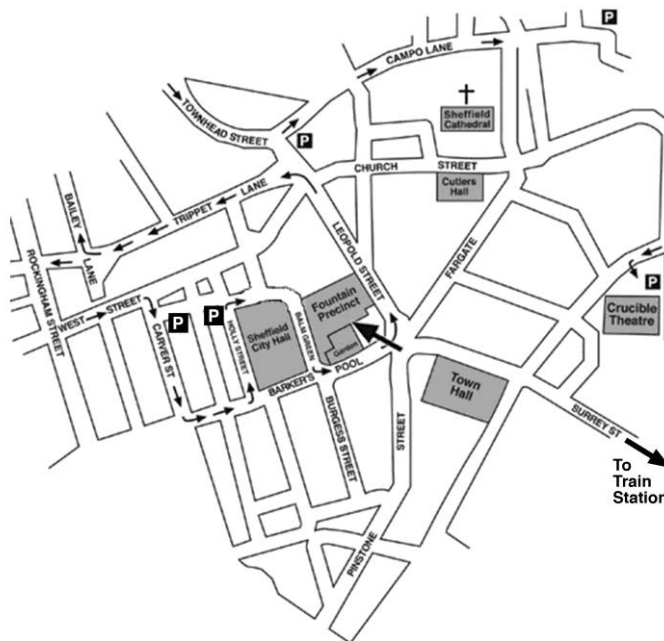 P
CAMPO LANE
TOWNHEAD STREET
Sheffield
Cathedral
P
CHURCH STREET
Cutlers
Hall
BAILEY
LANE
TRIPPET LANE
LEOPOLD STREET
FARGATE
ROCKINGHAM STREET
WEST STREET
P
Fountain
Precinct
P
P
Crucible
Theatre
CARVER ST
HOLLY STREET
Sheffield
City Hall
BALM GREEN
Garden
BARKER'S POOL
Town
Hall
BURGESS STREET
SURREY ST
PINSTONE STREET
To
Train
Station